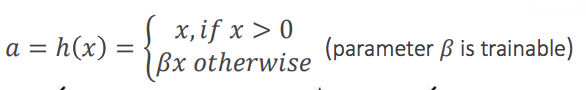 a = h(x) = { x, if x > 0
βx otherwise (parameter β is trainable)